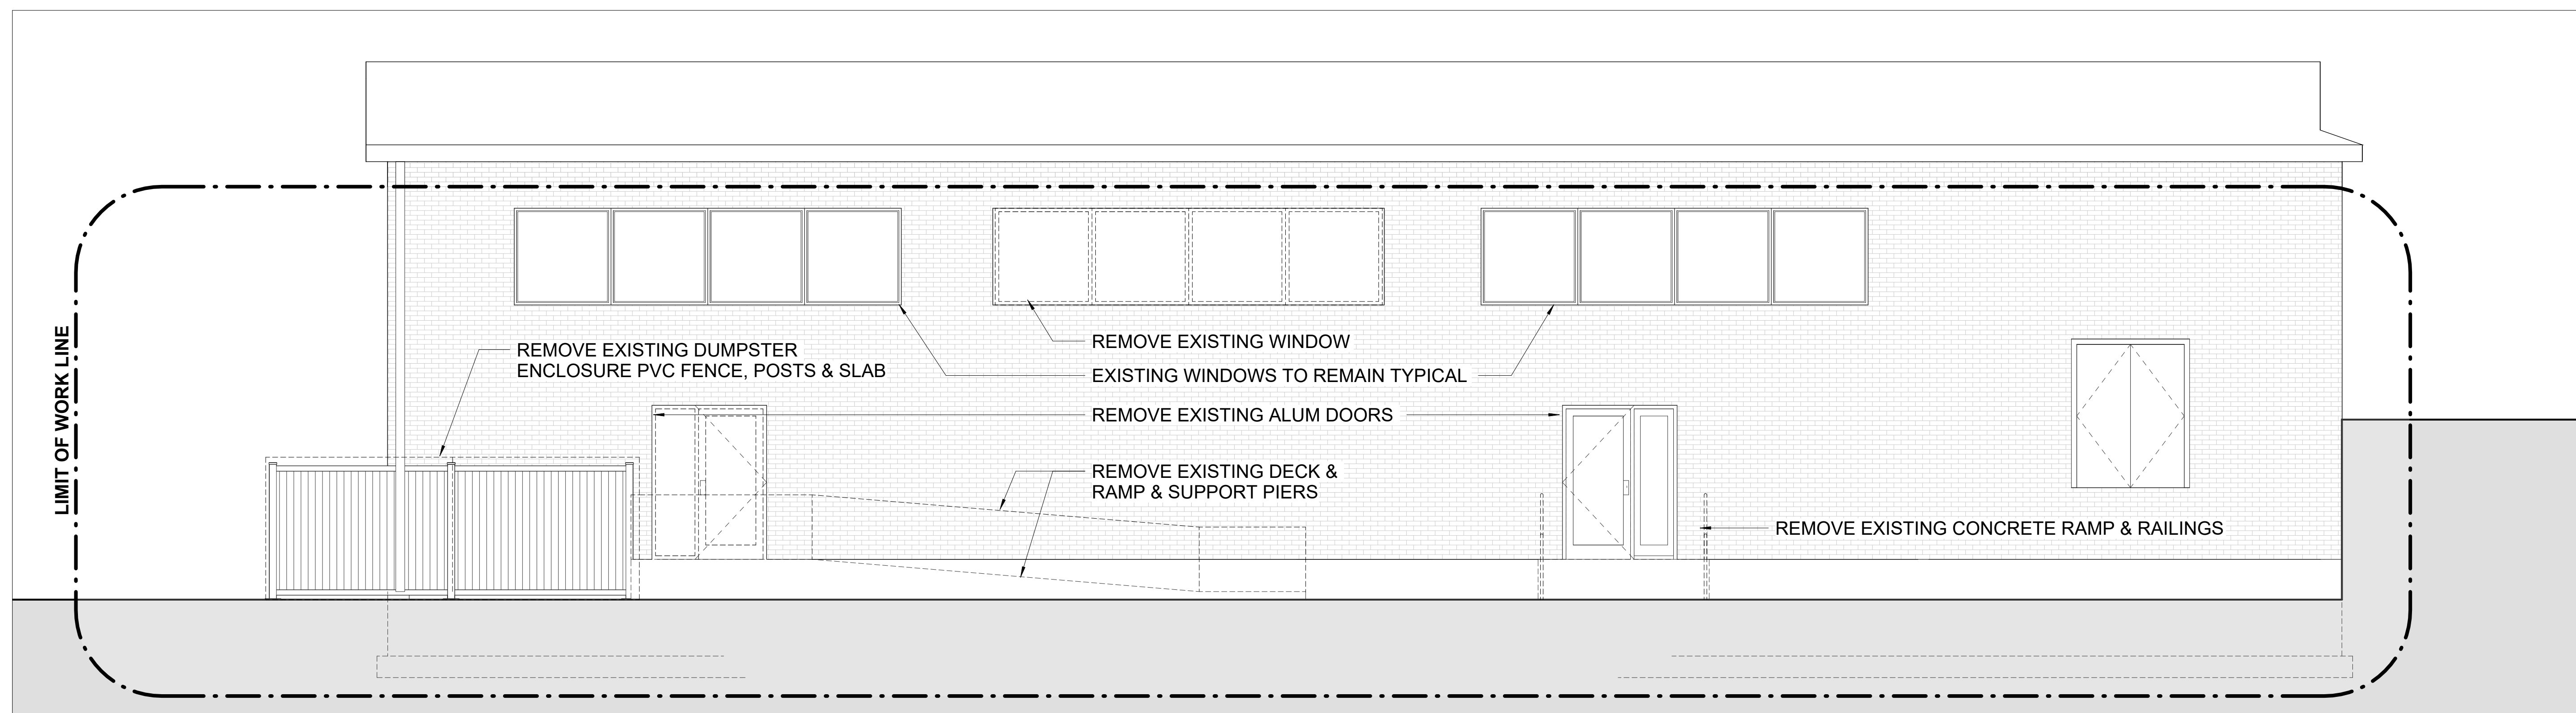 LIMIT OF WORK LINE
REMOVE EXISTING DUMPSTER
ENCLOSURE PVC FENCE, POSTS & SLAB
REMOVE EXISTING WINDOW
EXISTING WINDOWS TO REMAIN TYPICAL
REMOVE EXISTING ALUM DOORS
REMOVE EXISTING DECK &
RAMP & SUPPORT PIERS
REMOVE EXISTING CONCRETE RAMP & RAILINGS